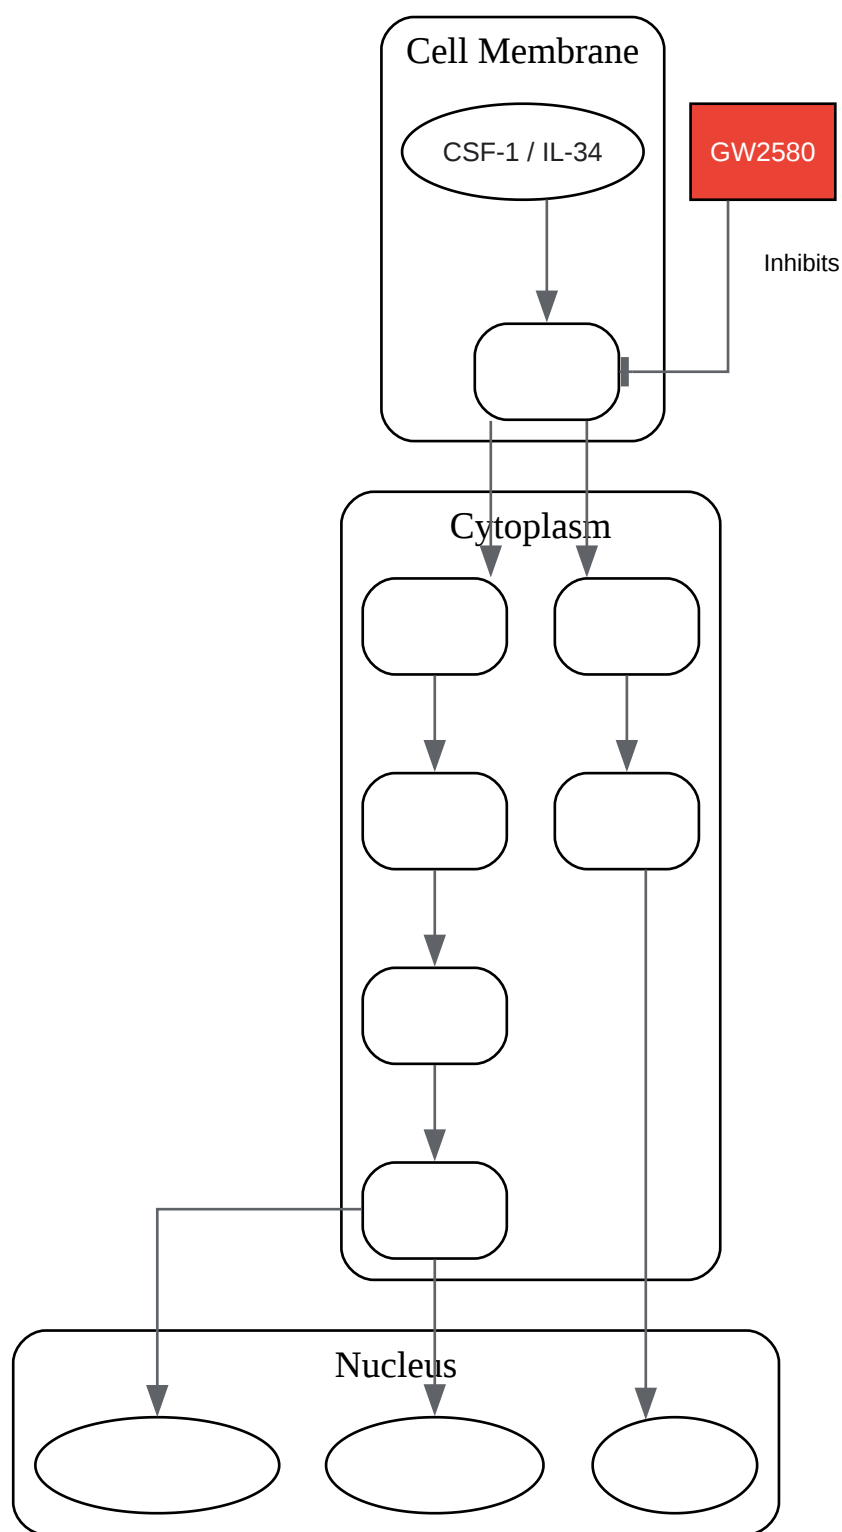 Cell Membrane
CSF-1 / IL-34
GW2580
Inhibits
Cytoplasm
Nucleus